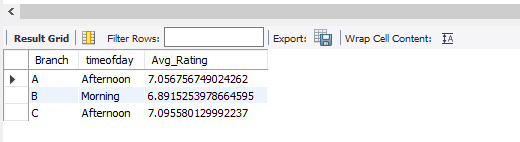 Result Grid Filter Rows: Export: Wrap Cell Content: IA
Branch timeofday Avg_Rating
A Afternoon 7.056756749024262
B Morning 6.8915253978664595
C Afternoon 7.095580129992237